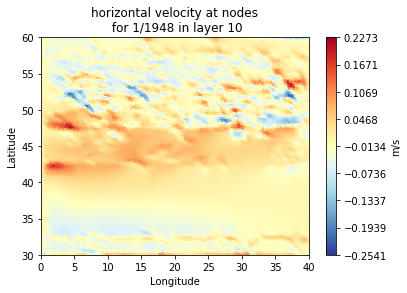 horizontal velocity at nodes
for 1/1948 in layer 10
60
55
50
45
40
35
30
Latitude
0 5 10 15 20 25 30 35 40
Longitude
0.2273
0.1671
0.1069
0.0468
−0.0134
−0.0736
−0.1337
−0.1939
−0.2541
m/s